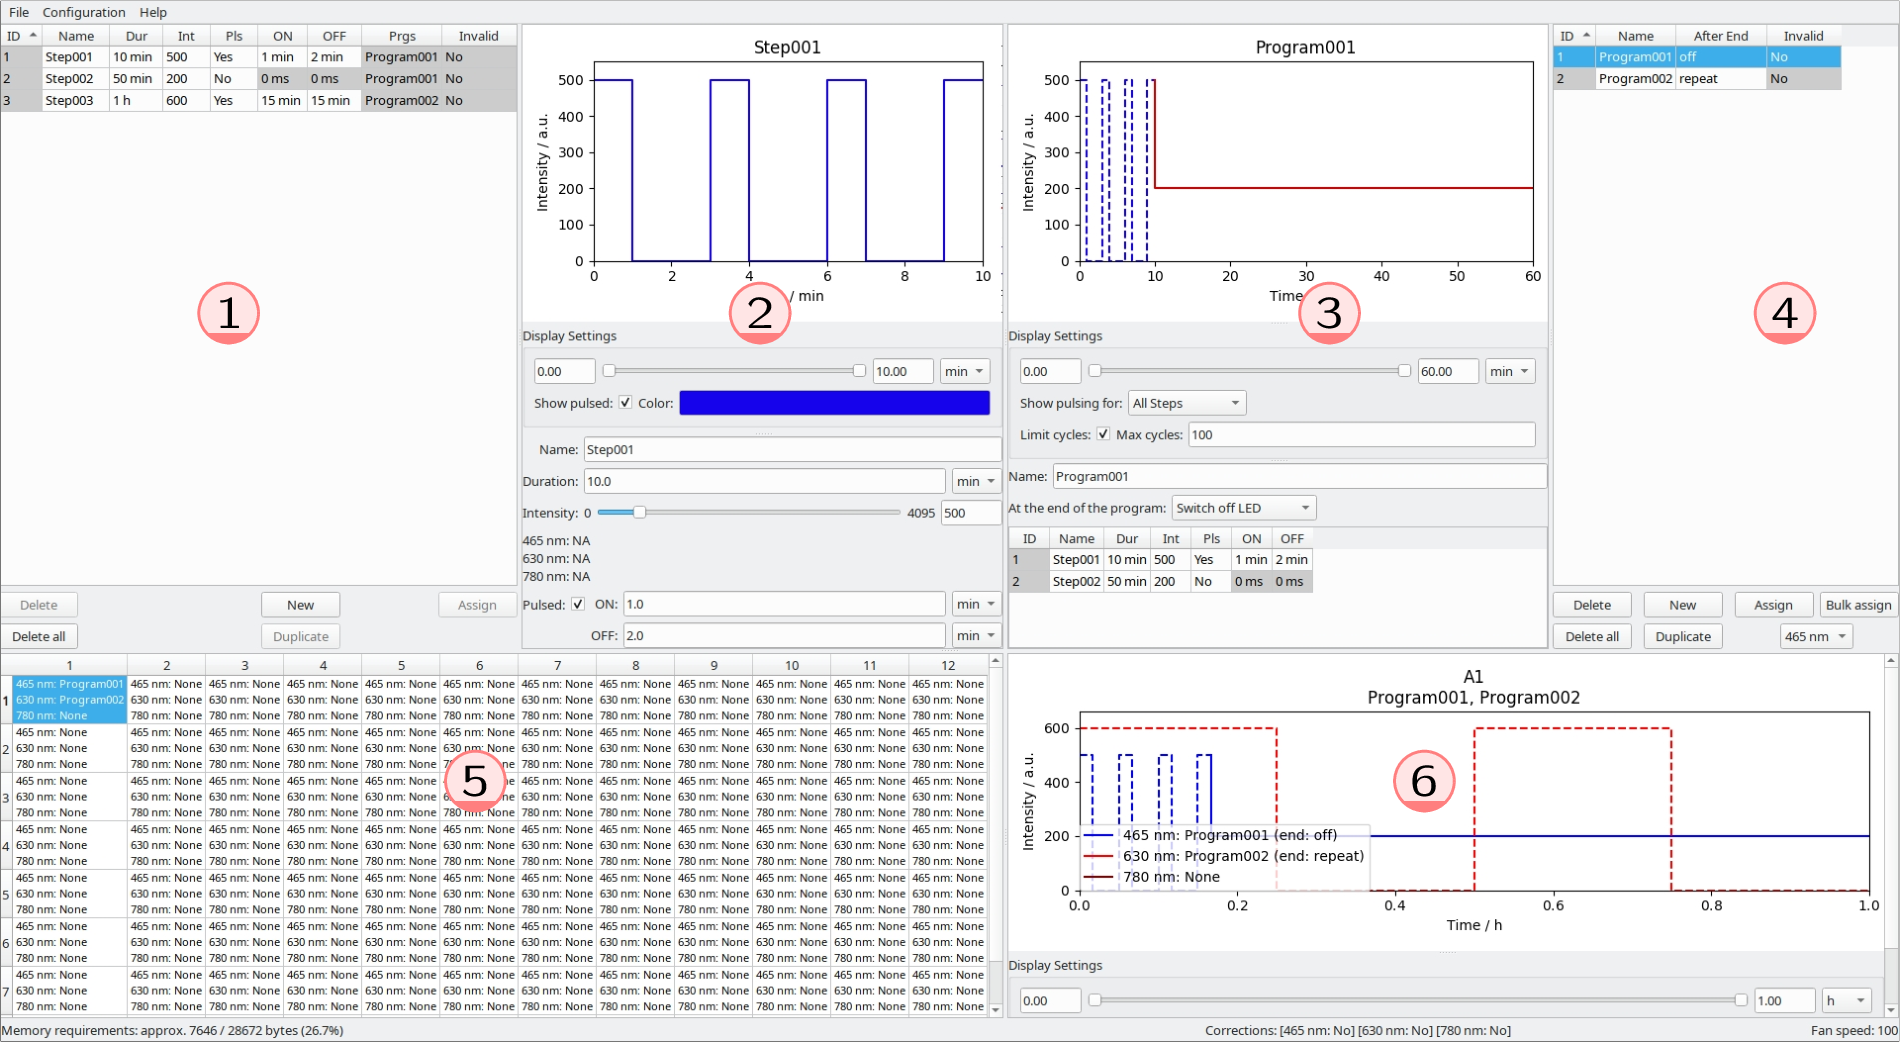 File Configuration Help
ID Name Dur Int Pls ON OFF Prgs Invalid
1 Step001 10 min 500 Yes 1 min 2 min Program001 No
2 Step002 50 min 200 No 0 ms 0 ms Program001 No
3 Step003 1 h 600 Yes 15 min 15 min Program002 No
1
Delete New Assign
Delete all Duplicate
Step001
Intensity / a.u.
500
400
300
200
100
0
0 2 4 6 8 10
/ min
2
Display Settings
0.00 10.00 min
Show pulsed: Color:
Name: Step001
Duration: 10.0 min
Intensity: 0 4095 500
465 nm: NA
630 nm: NA
780 nm: NA
Pulsed: ON: 1.0 min
OFF: 2.0 min
Program001
Intensity / a.u.
500
400
300
200
100
0
0 10 20 30 40 50 60
Time
3
Display Settings
0.00 60.00 min
Show pulsing for: All Steps
Limit cycles: Max cycles: 100
Name: Program001
At the end of the program: Switch off LED
ID Name Dur Int Pls ON OFF
1 Step001 10 min 500 Yes 1 min 2 min
2 Step002 50 min 200 No 0 ms 0 ms
ID Name After End Invalid
1 Program001 off No
2 Program002 repeat No
4
Delete New Assign Bulk assign
Delete all Duplicate 465 nm
1 2 3 4 5 6 7 8 9 10 11 12
465 nm: Program001 465 nm: None 465 nm: None 465 nm: None 465 nm: None 465 nm: None 465 nm: None 465 nm: None 465 nm: None 465 nm: None 465 nm: None 465 nm: None
1 630 nm: Program002 630 nm: None 630 nm: None 630 nm: None 630 nm: None 630 nm: None 630 nm: None 630 nm: None 630 nm: None 630 nm: None 630 nm: None 630 nm: None
780 nm: None 780 nm: None 780 nm: None 780 nm: None 780 nm: None 780 nm: None 780 nm: None 780 nm: None 780 nm: None 780 nm: None 780 nm: None 780 nm: None
465 nm: None 465 nm: None 465 nm: None 465 nm: None 465 nm: None 465 nm: None 465 nm: None 465 nm: None 465 nm: None 465 nm: None 465 nm: None 465 nm: None
2 630 nm: None 630 nm: None 630 nm: None 630 nm: None 630 nm: None 630 nm: None 630 nm: None 630 nm: None 630 nm: None 630 nm: None 630 nm: None 630 nm: None
780 nm: None 780 nm: None 780 nm: None 780 nm: None 780 nm: None None 780 nm: None 780 nm: None 780 nm: None 780 nm: None 780 nm: None 780 nm: None
465 nm: None 465 nm: None 465 nm: None 465 nm: None 465 nm: None None 465 nm: None 465 nm: None 465 nm: None 465 nm: None 465 nm: None 465 nm: None
3 630 nm: None 630 nm: None 630 nm: None 630 nm: None 630 nm: None 5 None 630 nm: None 630 nm: None 630 nm: None 630 nm: None 630 nm: None 630 nm: None
780 nm: None 780 nm: None 780 nm: None 780 nm: None 780 nm: None 780 nm: None 780 nm: None 780 nm: None 780 nm: None 780 nm: None 780 nm: None 780 nm: None
465 nm: None 465 nm: None 465 nm: None 465 nm: None 465 nm: None 465 nm: None 465 nm: None 465 nm: None 465 nm: None 465 nm: None 465 nm: None 465 nm: None
4 630 nm: None 630 nm: None 630 nm: None 630 nm: None 630 nm: None 630 nm: None 630 nm: None 630 nm: None 630 nm: None 630 nm: None 630 nm: None 630 nm: None
780 nm: None 780 nm: None 780 nm: None 780 nm: None 780 nm: None 780 nm: None 780 nm: None 780 nm: None 780 nm: None 780 nm: None 780 nm: None 780 nm: None
465 nm: None 465 nm: None 465 nm: None 465 nm: None 465 nm: None 465 nm: None 465 nm: None 465 nm: None 465 nm: None 465 nm: None 465 nm: None 465 nm: None
5 630 nm: None 630 nm: None 630 nm: None 630 nm: None 630 nm: None 630 nm: None 630 nm: None 630 nm: None 630 nm: None 630 nm: None 630 nm: None 630 nm: None
780 nm: None 780 nm: None 780 nm: None 780 nm: None 780 nm: None 780 nm: None 780 nm: None 780 nm: None 780 nm: None 780 nm: None 780 nm: None 780 nm: None
465 nm: None 465 nm: None 465 nm: None 465 nm: None 465 nm: None 465 nm: None 465 nm: None 465 nm: None 465 nm: None 465 nm: None 465 nm: None 465 nm: None
6 630 nm: None 630 nm: None 630 nm: None 630 nm: None 630 nm: None 630 nm: None 630 nm: None 630 nm: None 630 nm: None 630 nm: None 630 nm: None 630 nm: None
780 nm: None 780 nm: None 780 nm: None 780 nm: None 780 nm: None 780 nm: None 780 nm: None 780 nm: None 780 nm: None 780 nm: None 780 nm: None 780 nm: None
465 nm: None 465 nm: None 465 nm: None 465 nm: None 465 nm: None 465 nm: None 465 nm: None 465 nm: None 465 nm: None 465 nm: None 465 nm: None 465 nm: None
7 630 nm: None 630 nm: None 630 nm: None 630 nm: None 630 nm: None 630 nm: None 630 nm: None 630 nm: None 630 nm: None 630 nm: None 630 nm: None 630 nm: None
780 nm: None 780 nm: None 780 nm: None 780 nm: None 780 nm: None 780 nm: None 780 nm: None 780 nm: None 780 nm: None 780 nm: None 780 nm: None 780 nm: None
A1
Program001, Program002
Intensity / a.u.
600
400
200
0
6
465 nm: Program001 (end: off)
630 nm: Program002 (end: repeat)
780 nm: None
0.0 0.2 0.4 0.6 0.8 1.0
Time / h
Display Settings
0.00 1.00 h
Memory requirements: approx. 7646 / 28672 bytes (26.7%) Corrections: [465 nm: No] [630 nm: No] [780 nm: No] Fan speed: 100